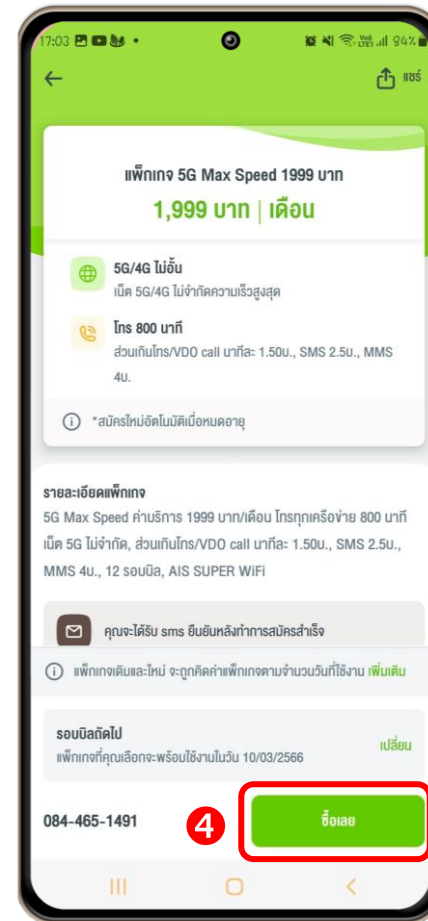 17:03
94%
แชร์
แพ็กเกจ 5G Max Speed 1999 บาท
1,999 บาท | เดือน
5G/4G ไม่อั้น
เน็ต 5G/4G ไม่จำกัดความเร็วสูงสุด
โทร 800 นาที
ส่วนเกินโทร/VDO call นาทีละ 1.50บ., SMS 2.5บ., MMS
4บ.
*สมัครใหม่อัตโนมัติเมื่อหมดอายุ
รายละเอียดแพ็กเกจ
5G Max Speed ค่าบริการ 1999 บาท/เดือน โทรทุกเครือข่าย 800 นาที
เน็ต 5G ไม่จำกัด, ส่วนเกินโทร/VDO call นาทีละ 1.50บ., SMS 2.5บ.,
MMS 4บ., 12 รอบบิล, AIS SUPER WiFi
คุณจะได้รับ sms ยืนยันหลังทำการสมัครสำเร็จ
แพ็กเกจเดิมและใหม่ จะถูกคิดค่าแพ็กเกจตามจำนวนวันที่ใช้งาน เพิ่มเติม
รอบบิลถัดไป
แพ็กเกจที่คุณเลือกจะพร้อมใช้งานในวัน 10/03/2566
เปลี่ยน
084-465-1491
4
ซื้อเลย